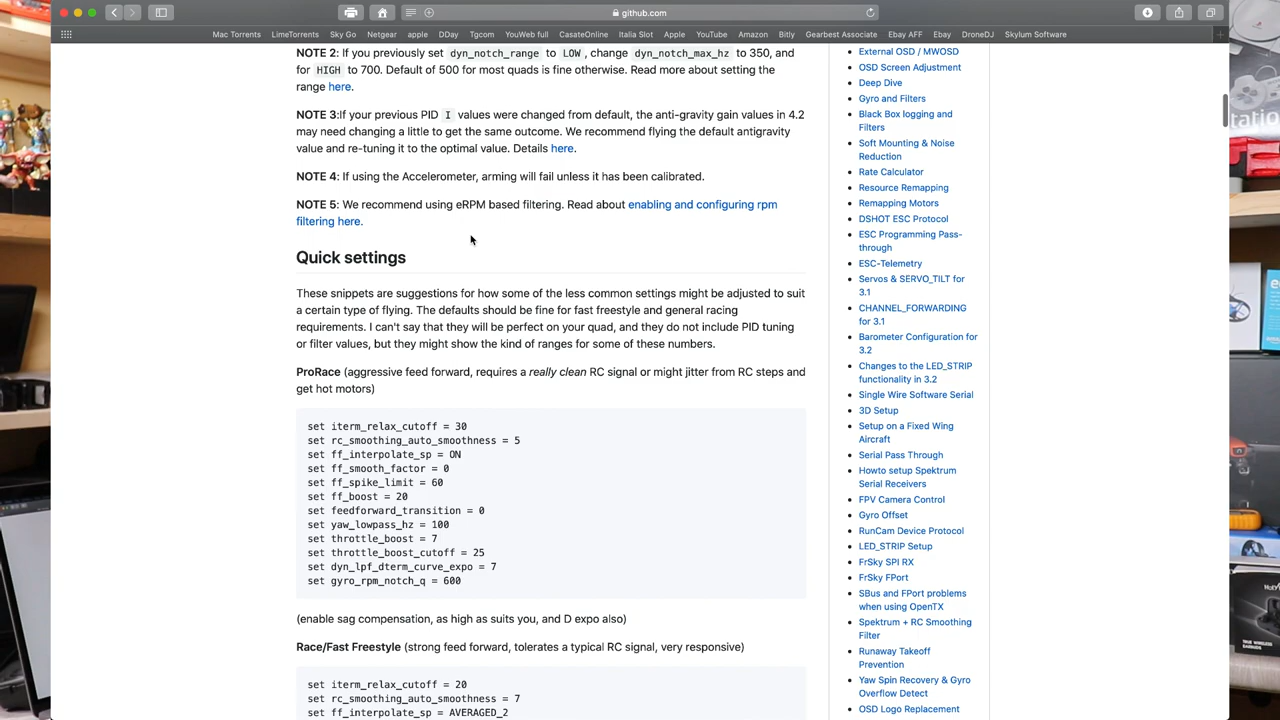 github.com
Mac Torrents LimeTorrents Sky Go Netgear apple DDay Tgcom YouWeb full CasateOnline Italia Slot Apple YouTube Amazon Bitly Gearbest Associate Ebay AFF Ebay DroneDJ Skylum Software
NOTE 2: If you previously set dyn_notch_range to LOW, change dyn_notch_max_hz to 350, and
for HIGH to 700. Default of 500 for most quads is fine otherwise. Read more about setting the
range here.
NOTE 3:If your previous PID I values were changed from default, the anti-gravity gain values in 4.2
may need changing a little to get the same outcome. We recommend flying the default antigravity
value and re-tuning it to the optimal value. Details here.
NOTE 4: If using the Accelerometer, arming will fail unless it has been calibrated.
NOTE 5: We recommend using eRPM based filtering. Read about enabling and configuring rpm
filtering here.
Quick settings
These snippets are suggestions for how some of the less common settings might be adjusted to suit
a certain type of flying. The defaults should be fine for fast freestyle and general racing
requirements. I can't say that they will be perfect on your quad, and they do not include PID tuning
or filter values, but they might show the kind of ranges for some of these numbers.
ProRace (aggressive feed forward, requires a really clean RC signal or might jitter from RC steps and
get hot motors)
set iterm_relax_cutoff = 30
set rc_smoothing_auto_smoothness = 5
set ff_interpolate_sp = ON
set ff_smooth_factor = 0
set ff_spike_limit = 60
set ff_boost = 20
set feedforward_transition = 0
set yaw_lowpass_hz = 100
set throttle_boost = 7
set throttle_boost_cutoff = 25
set dyn_lpf_dterm_curve_expo = 7
set gyro_rpm_notch_q = 600
(enable sag compensation, as high as suits you, and D expo also)
Race/Fast Freestyle (strong feed forward, tolerates a typical RC signal, very responsive)
set iterm_relax_cutoff = 20
set rc_smoothing_auto_smoothness = 7
set ff_interpolate_sp = AVERAGED_2
External OSD / MWOSD
OSD Screen Adjustment
Deep Dive
Gyro and Filters
Black Box logging and
Filters
Soft Mounting & Noise
Reduction
Rate Calculator
Resource Remapping
Remapping Motors
DSHOT ESC Protocol
ESC Programming Pass-
through
ESC-Telemetry
Servos & SERVO_TILT for
3.1
CHANNEL_FORWARDING
for 3.1
Barometer Configuration for
3.2
Changes to the LED_STRIP
functionality in 3.2
Single Wire Software Serial
3D Setup
Setup on a Fixed Wing
Aircraft
Serial Pass Through
Howto setup Spektrum
Serial Receivers
FPV Camera Control
Gyro Offset
RunCam Device Protocol
LED_STRIP Setup
FrSky SPI RX
FrSky FPort
SBus and FPort problems
when using OpenTX
Spektrum + RC Smoothing
Filter
Runaway Takeoff
Prevention
Yaw Spin Recovery & Gyro
Overflow Detect
OSD Logo Replacement